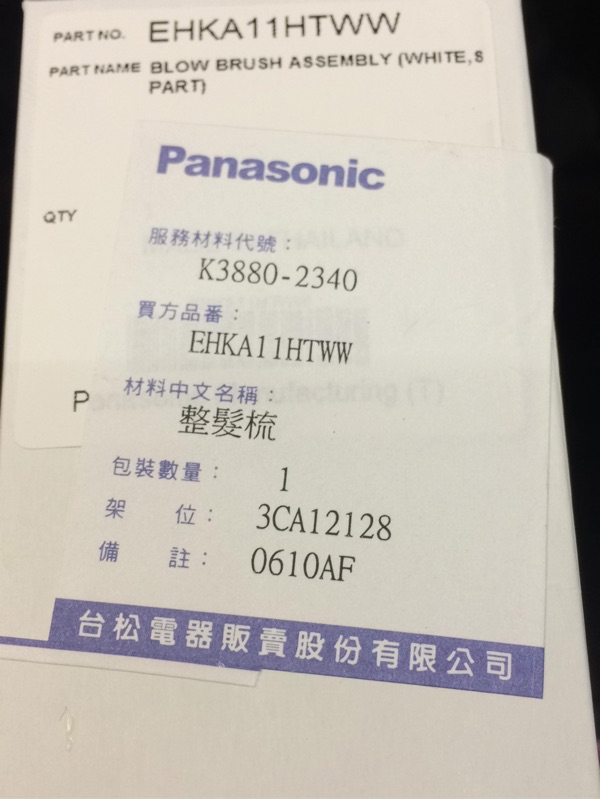 PART NO. EHKA11HTWW
PART NAME BLOW BRUSH ASSEMBLY (WHITE,S
PART)
Panasonic
QTY
服務材料代號：
K3880-2340
買方品番：
EHKA11HTWW
材料中文名稱：
整髮梳
包裝數量： 1
架 位： 3CA12128
備 註： 0610AF
台松電器販賣股份有限公司